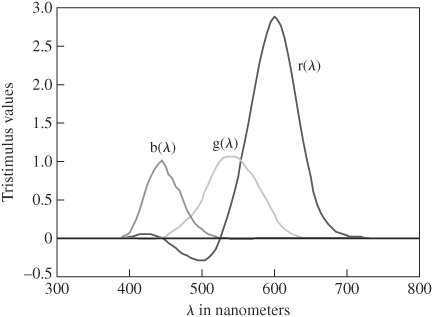 3.0
2.5
2.0
1.5
1.0
0.5
0
–0.5
Tristimulus values
b(λ)
g(λ)
r(λ)
300 400 500 600 700 800
λ in nanometers